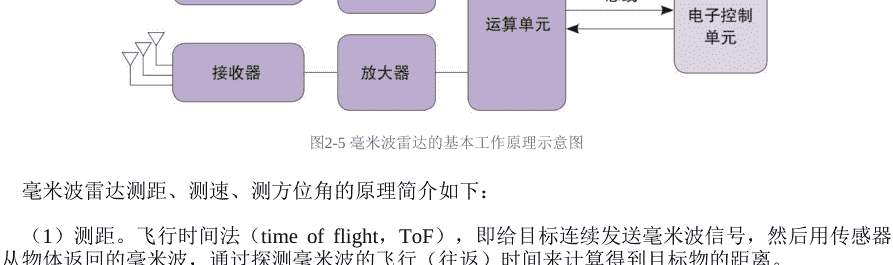 运算单元
电子控制
单元
接收器
放大器
图2-5 毫米波雷达的基本工作原理示意图
毫米波雷达测距、测速、测方位角的原理简介如下：
（1）测距。飞行时间法（time of flight，ToF），即给目标连续发送毫米波信号，然后用传感器
从物体返回的毫米波，通过探测毫米波的飞行（往返）时间来计算得到目标物的距离。